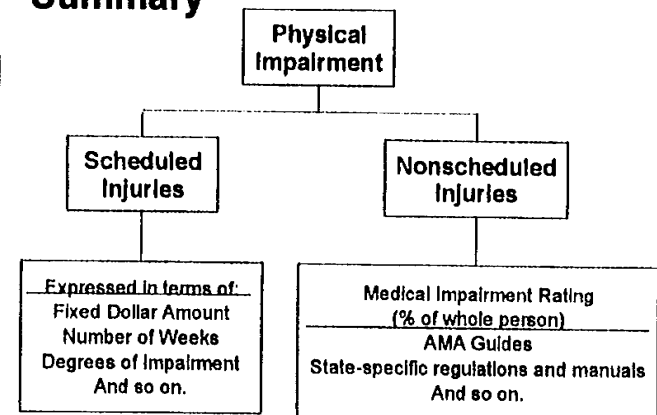 Summary
Physical
Impairment
Scheduled
Injuries
Nonscheduled
Injuries
Expressed in terms of:
Fixed Dollar Amount
Number of Weeks
Degrees of Impairment
And so on.
Medical Impairment Rating
(% of whole person)
AMA Guides
State-specific regulations and manuals
And so on.